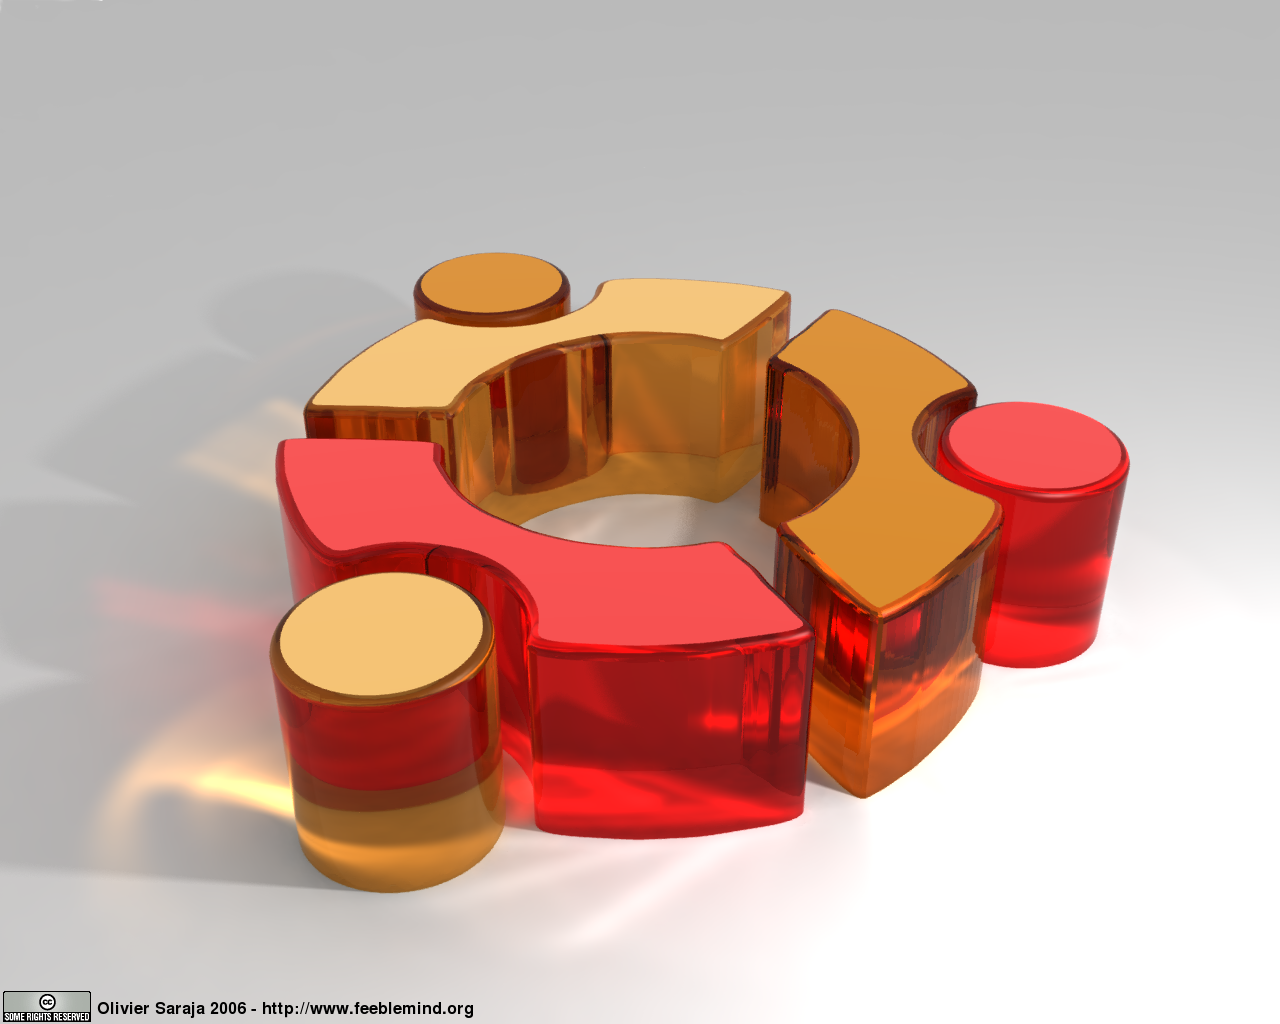 cc
SOME RIGHTS RESERVED
Olivier Saraja 2006 - http://www.feeblemind.org